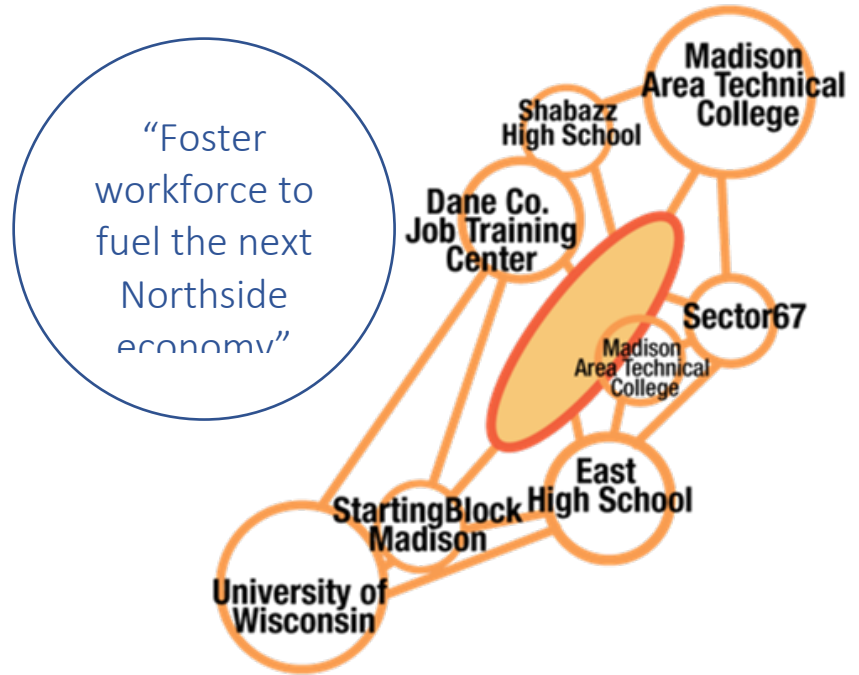 “Foster
workforce to
fuel the next
Northside
economy”
Madison
Area Technical
College
Shabazz
High School
Dane Co.
Job Training
Center
Sector67
Madison
Area Technical
College
East
High School
StartingBlock
Madison
University of
Wisconsin